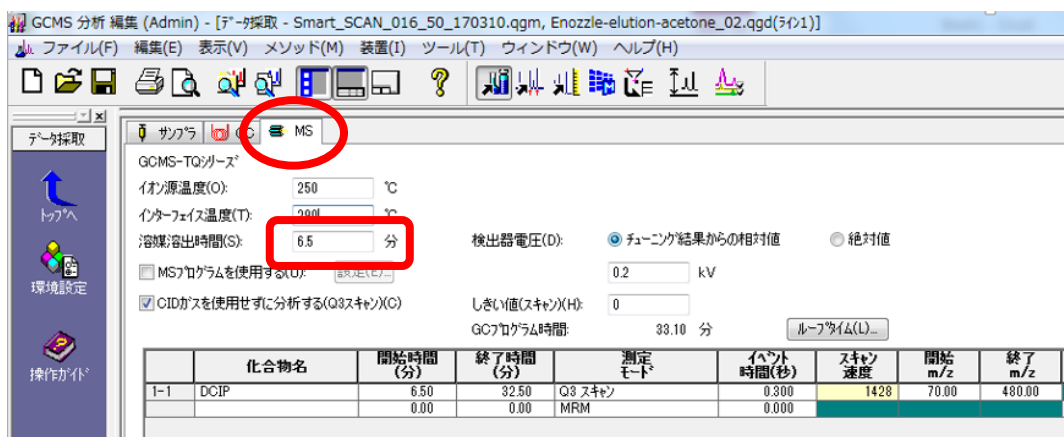 GCMS 分析 編集 (Admin) - [ﾃﾞｰﾀ採取 - Smart_SCAN_016_50_170310.qgm, Enozzle-elution-acetone_02.qgd(ﾗｲﾝ1)]
ファイル(F) 編集(E) 表示(V) メソッド(M) 装置(I) ツール(T) ウィンドウ(W) ヘルプ(H)
データ採取
サンプラ MS
GCMS-TQシリーズ
イオン源温度(O): 250 ℃
トップへ
インターフェイス温度(T): ℃
溶媒溶出時間(S): 6.5 分 検出器電圧(D): チューニング結果からの相対値 絶対値
MSプログラムを使用する(U): 設定(E)... 0.2 kV
環境設定
CIDガスを使用せずに分析する(Q3スキャン)(C) しきい値(スキャン)(H): 0
GCプログラム時間: 33.10 分 ループタイム(L)...
操作ガイド
化合物名 開始時間(分) 終了時間(分) 測定モード イベント時間(秒) スキャン速度 開始m/z 終了m/z
1-1 DCIP 6.50 32.50 Q3 スキャン 0.300 1428 70.00 480.00
0.00 0.00 MRM 0.000